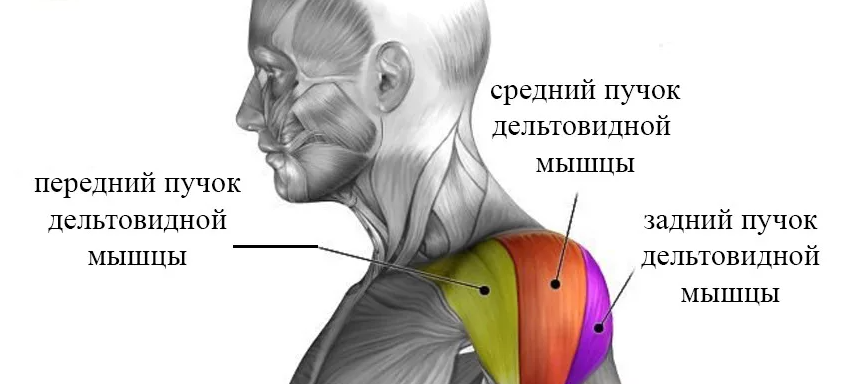 средний пучок
дельтовидной
мышцы
передний пучок
дельтовидной
мышцы
задний пучок
дельтовидной
мышцы